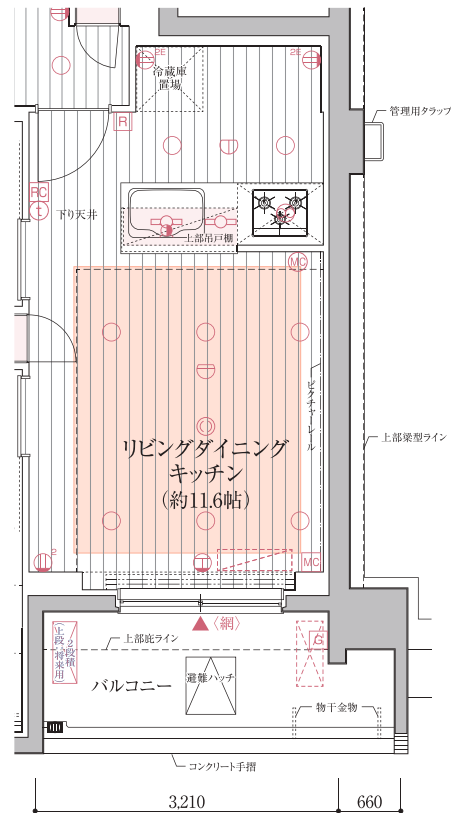 2E
2E
冷蔵庫
置場
管理用タラップ
R
RC
t
下り天井
上部吊戸棚
MC
ピクチャーレール
上部梁型ライン
リビングダイニング
キッチン
(約11.6帖)
2
MC
〈網〉
2段積
(上段:将来用)
上部庇ライン
G
バルコニー
避難ハッチ
物干金物
コンクリート手摺
3,210
660